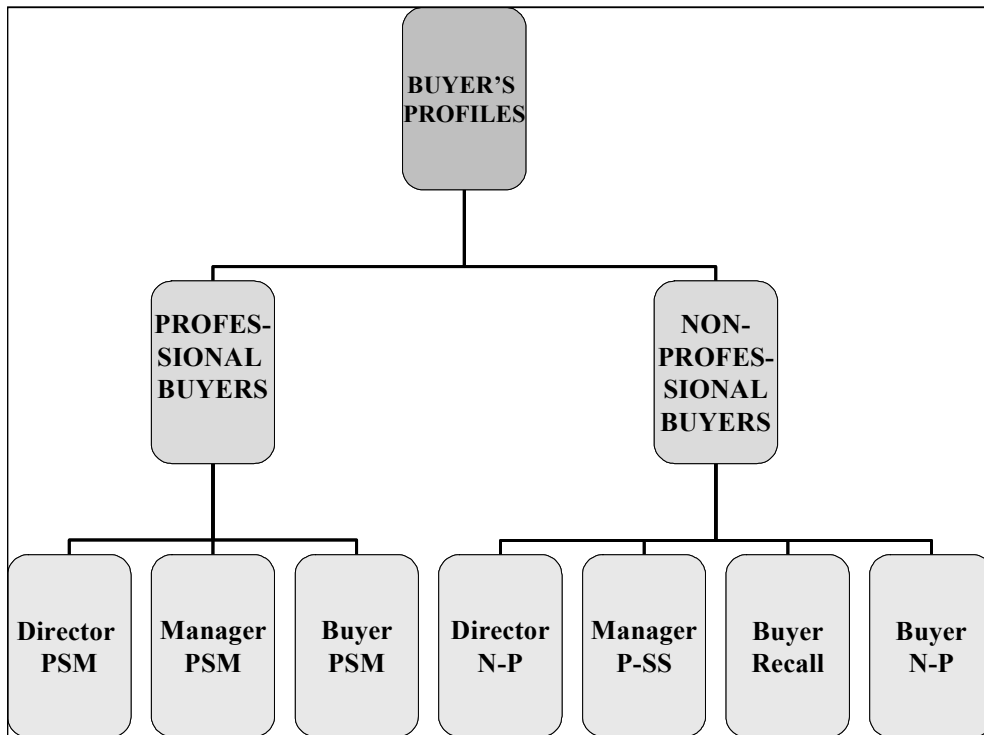 BUYER’S
PROFILES
PROFES-
SIONAL
BUYERS
NON-
PROFES-
SIONAL
BUYERS
Director
PSM
Manager
PSM
Buyer
PSM
Director
N-P
Manager
P-SS
Buyer
Recall
Buyer
N-P